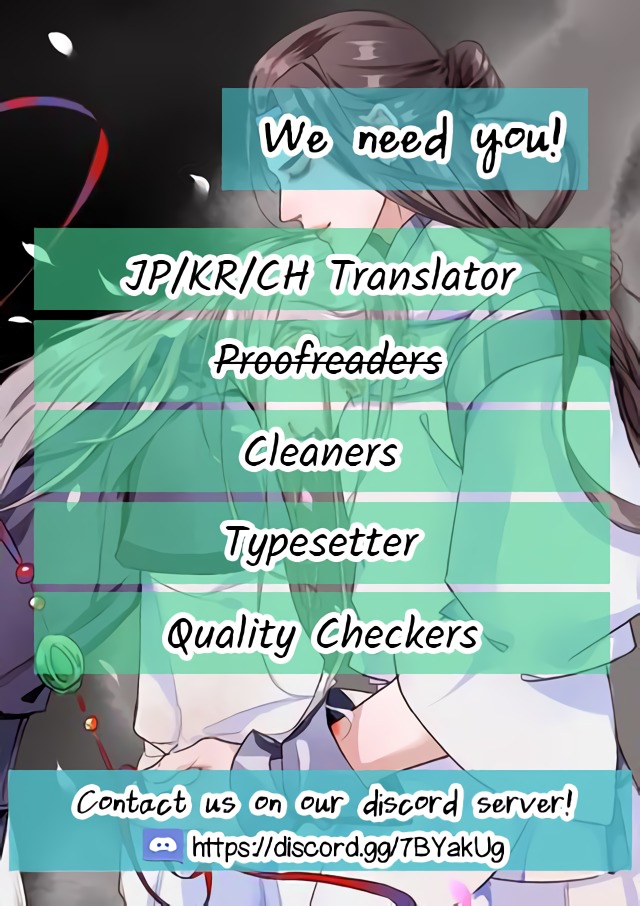 We need you!
JP/KR/CH Translator
Proofreaders
Cleaners
Typesetter
Quality Checkers
Contact us on our discord server!
https://discord.gg/7BYakUg